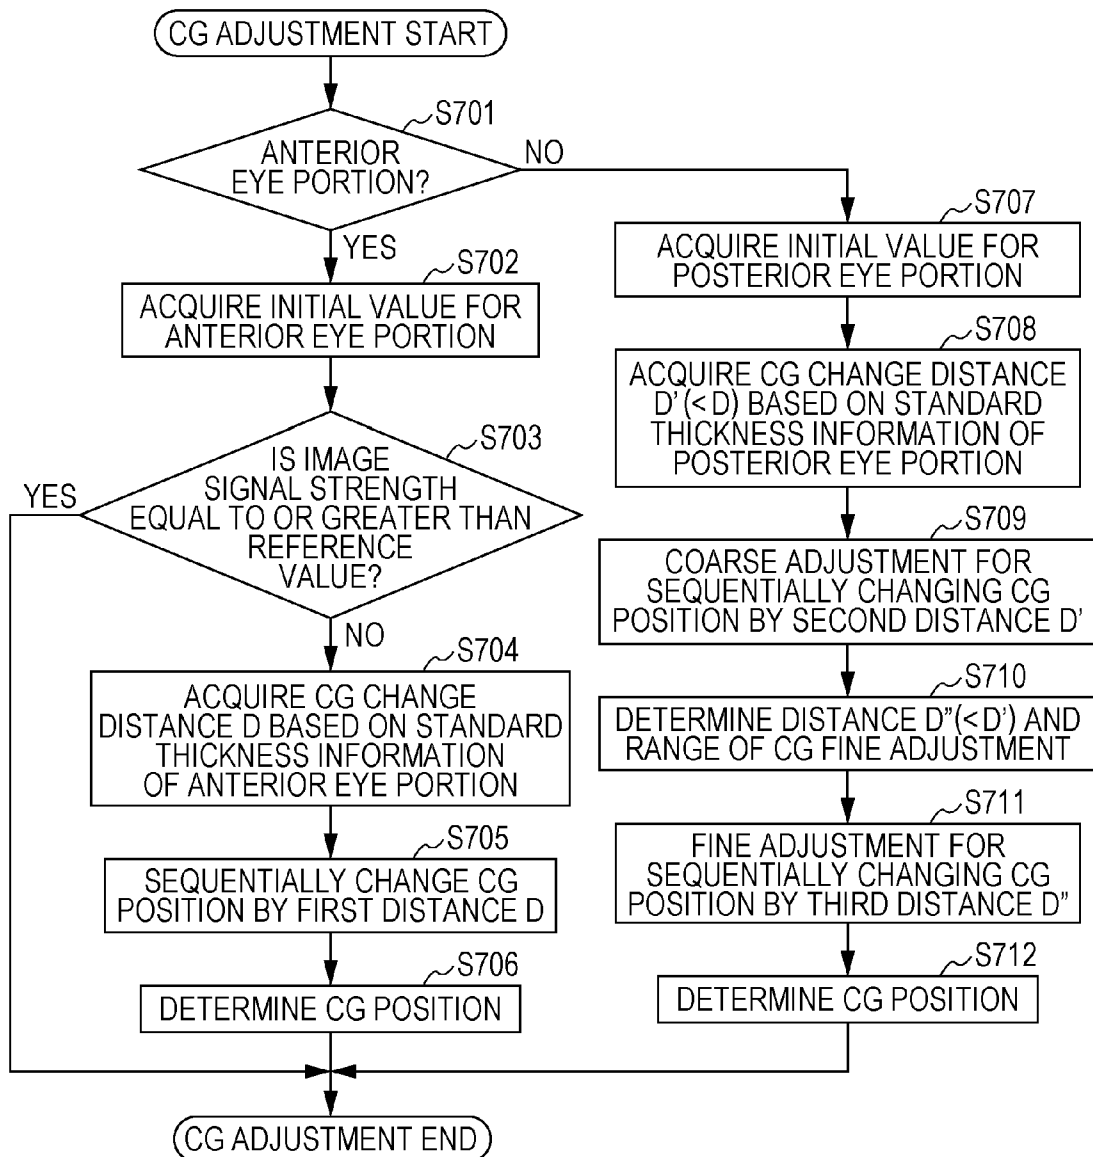 CG ADJUSTMENT START
S701
ANTERIOR
EYE PORTION?
NO
YES
S702
ACQUIRE INITIAL VALUE FOR
ANTERIOR EYE PORTION
S703
IS IMAGE
SIGNAL STRENGTH
EQUAL TO OR GREATER THAN
REFERENCE
VALUE?
YES
NO
S704
ACQUIRE CG CHANGE
DISTANCE D BASED ON STANDARD
THICKNESS INFORMATION
OF ANTERIOR EYE PORTION
S705
SEQUENTIALLY CHANGE CG
POSITION BY FIRST DISTANCE D
S706
DETERMINE CG POSITION
S707
ACQUIRE INITIAL VALUE FOR
POSTERIOR EYE PORTION
S708
ACQUIRE CG CHANGE DISTANCE
D' (< D) BASED ON STANDARD
THICKNESS INFORMATION OF
POSTERIOR EYE PORTION
S709
COARSE ADJUSTMENT FOR
SEQUENTIALLY CHANGING CG
POSITION BY SECOND DISTANCE D'
S710
DETERMINE DISTANCE D" (< D') AND
RANGE OF CG FINE ADJUSTMENT
S711
FINE ADJUSTMENT FOR
SEQUENTIALLY CHANGING CG
POSITION BY THIRD DISTANCE D"
S712
DETERMINE CG POSITION
CG ADJUSTMENT END